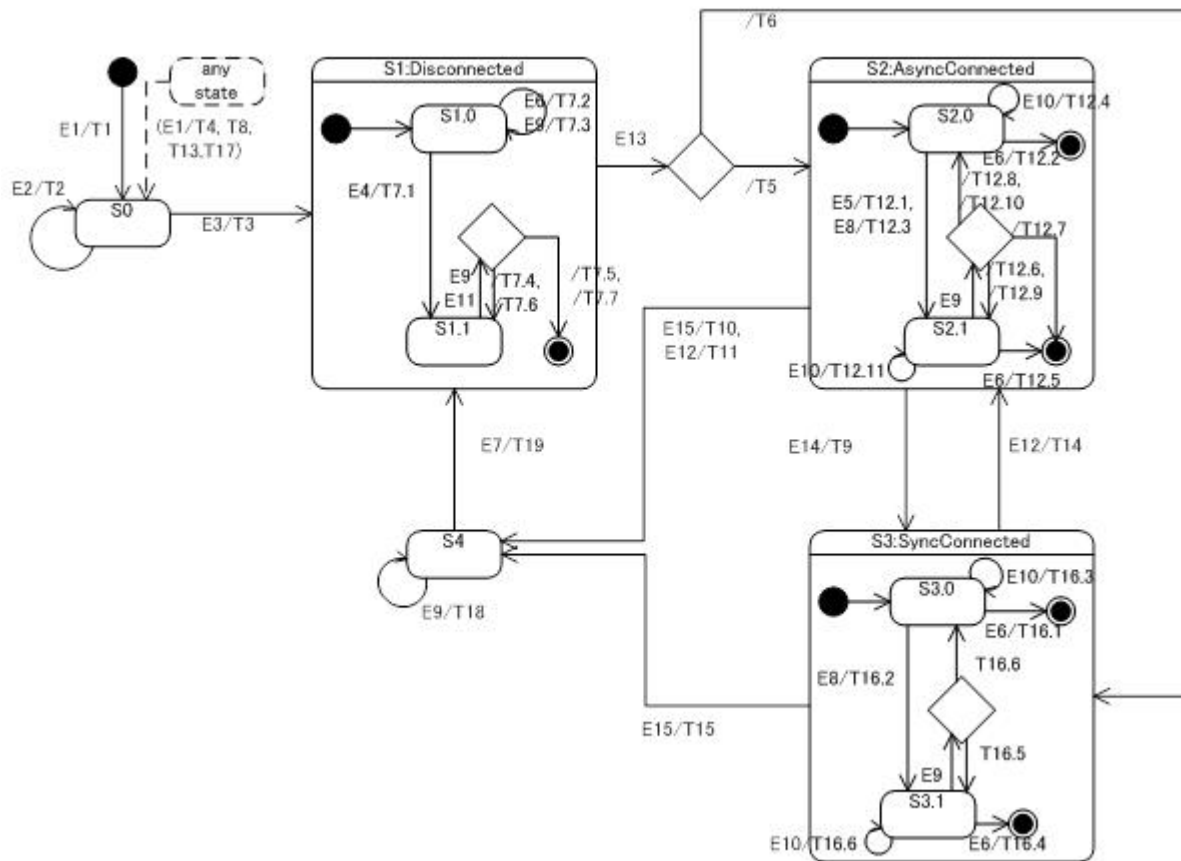 /T6
any
state
S1:Disconnected
S2:AsyncConnected
E1/T1
(E1/T4, T8,
T13,T17)
S1.0
E6/T7.2
E9/T7.3
E13
S2.0
E10/T12.4
E6/T12.2
E2/T2
S0
E3/T3
E4/T7.1
/T5
E5/T12.1,
E8/T12.3
/T12.8,
/T12.10
/T12.7
E9
E11
/T7.4,
/T7.6
/T7.5,
/T7.7
/T12.6,
/T12.9
E9
S1.1
S2.1
E15/T10,
E12/T11
E10/T12.11
E6/T12.5
E7/T19
E14/T9
E12/T14
S4
S3:SyncConnected
E9/T18
S3.0
E10/T16.3
E6/T16.1
E8/T16.2
T16.6
E15/T15
T16.5
E9
S3.1
E10/T16.6
E6/T16.4